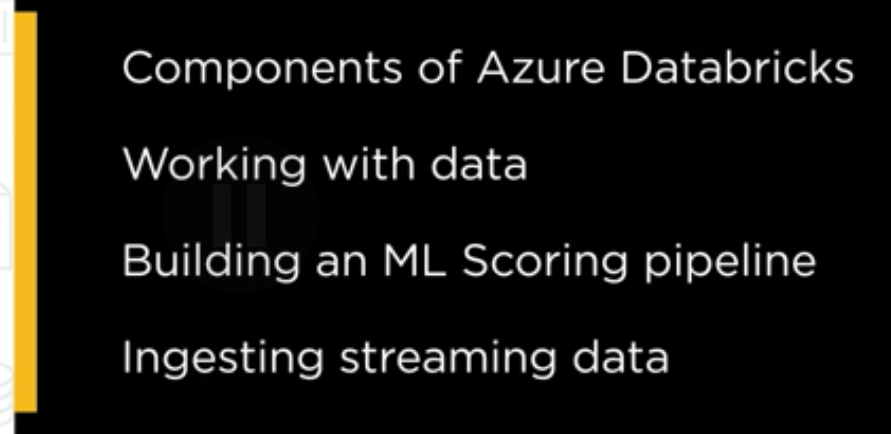 Components of Azure Databricks
Working with data
Building an ML Scoring pipeline
Ingesting streaming data